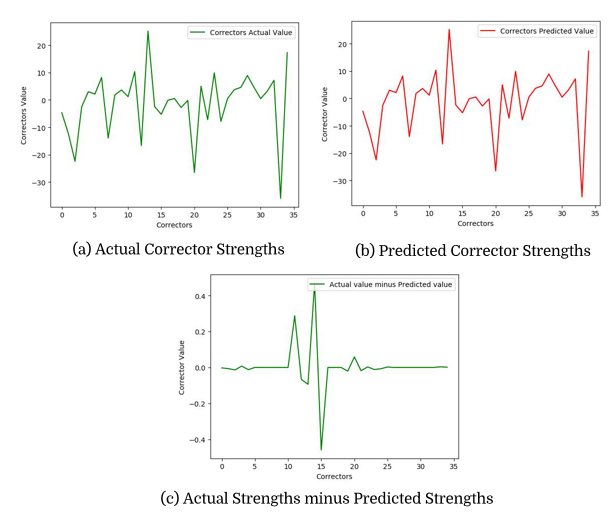 Correctors Actual Value
20
10
0
−10
−20
−30
Correctors Value
0 5 10 15 20 25 30 35
Correctors
(a) Actual Corrector Strengths
Correctors Predicted Value
20
10
0
−10
−20
−30
Corrector Value
0 5 10 15 20 25 30 35
Correctors
(b) Predicted Corrector Strengths
Actual value minus Predicted value
0.4
0.2
0.0
−0.2
−0.4
Corrector Value
0 5 10 15 20 25 30 35
Correctors
(c) Actual Strengths minus Predicted Strengths